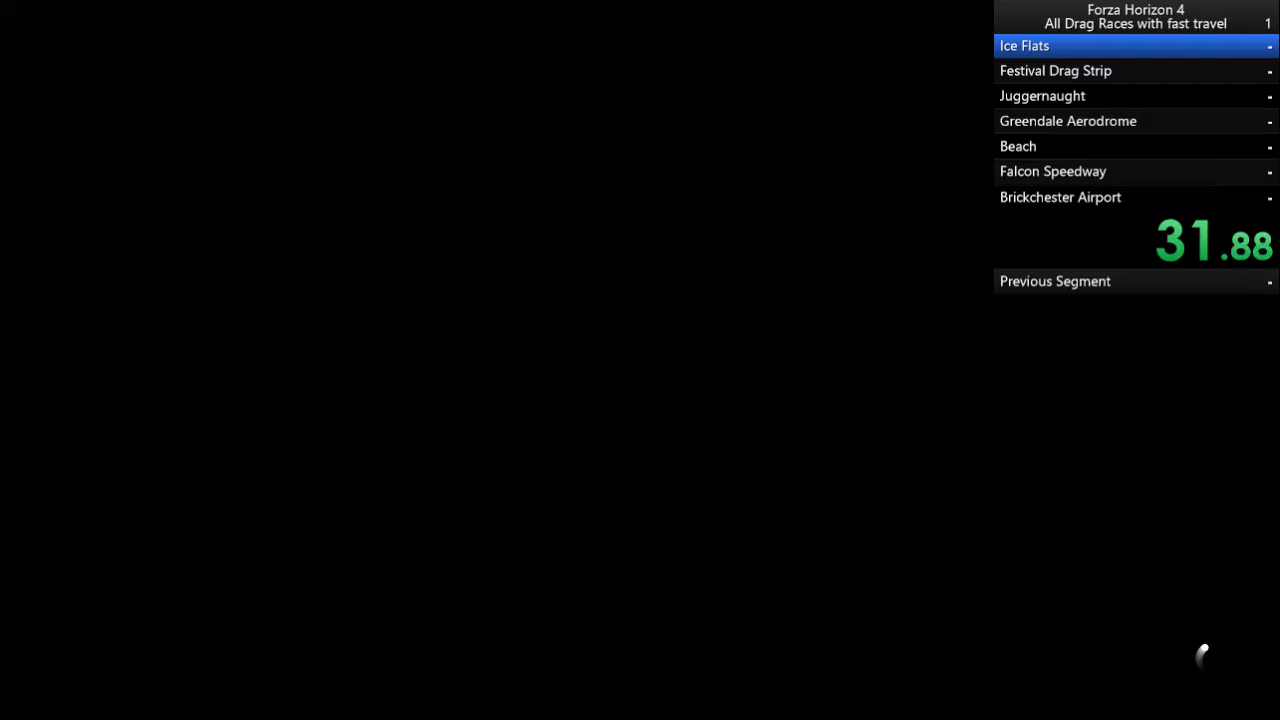 Forza Horizon 4
All Drag Races with fast travel 1
Ice Flats -
Festival Drag Strip -
Juggernaught -
Greendale Aerodrome -
Beach -
Falcon Speedway -
Brickchester Airport -
31.88
Previous Segment -